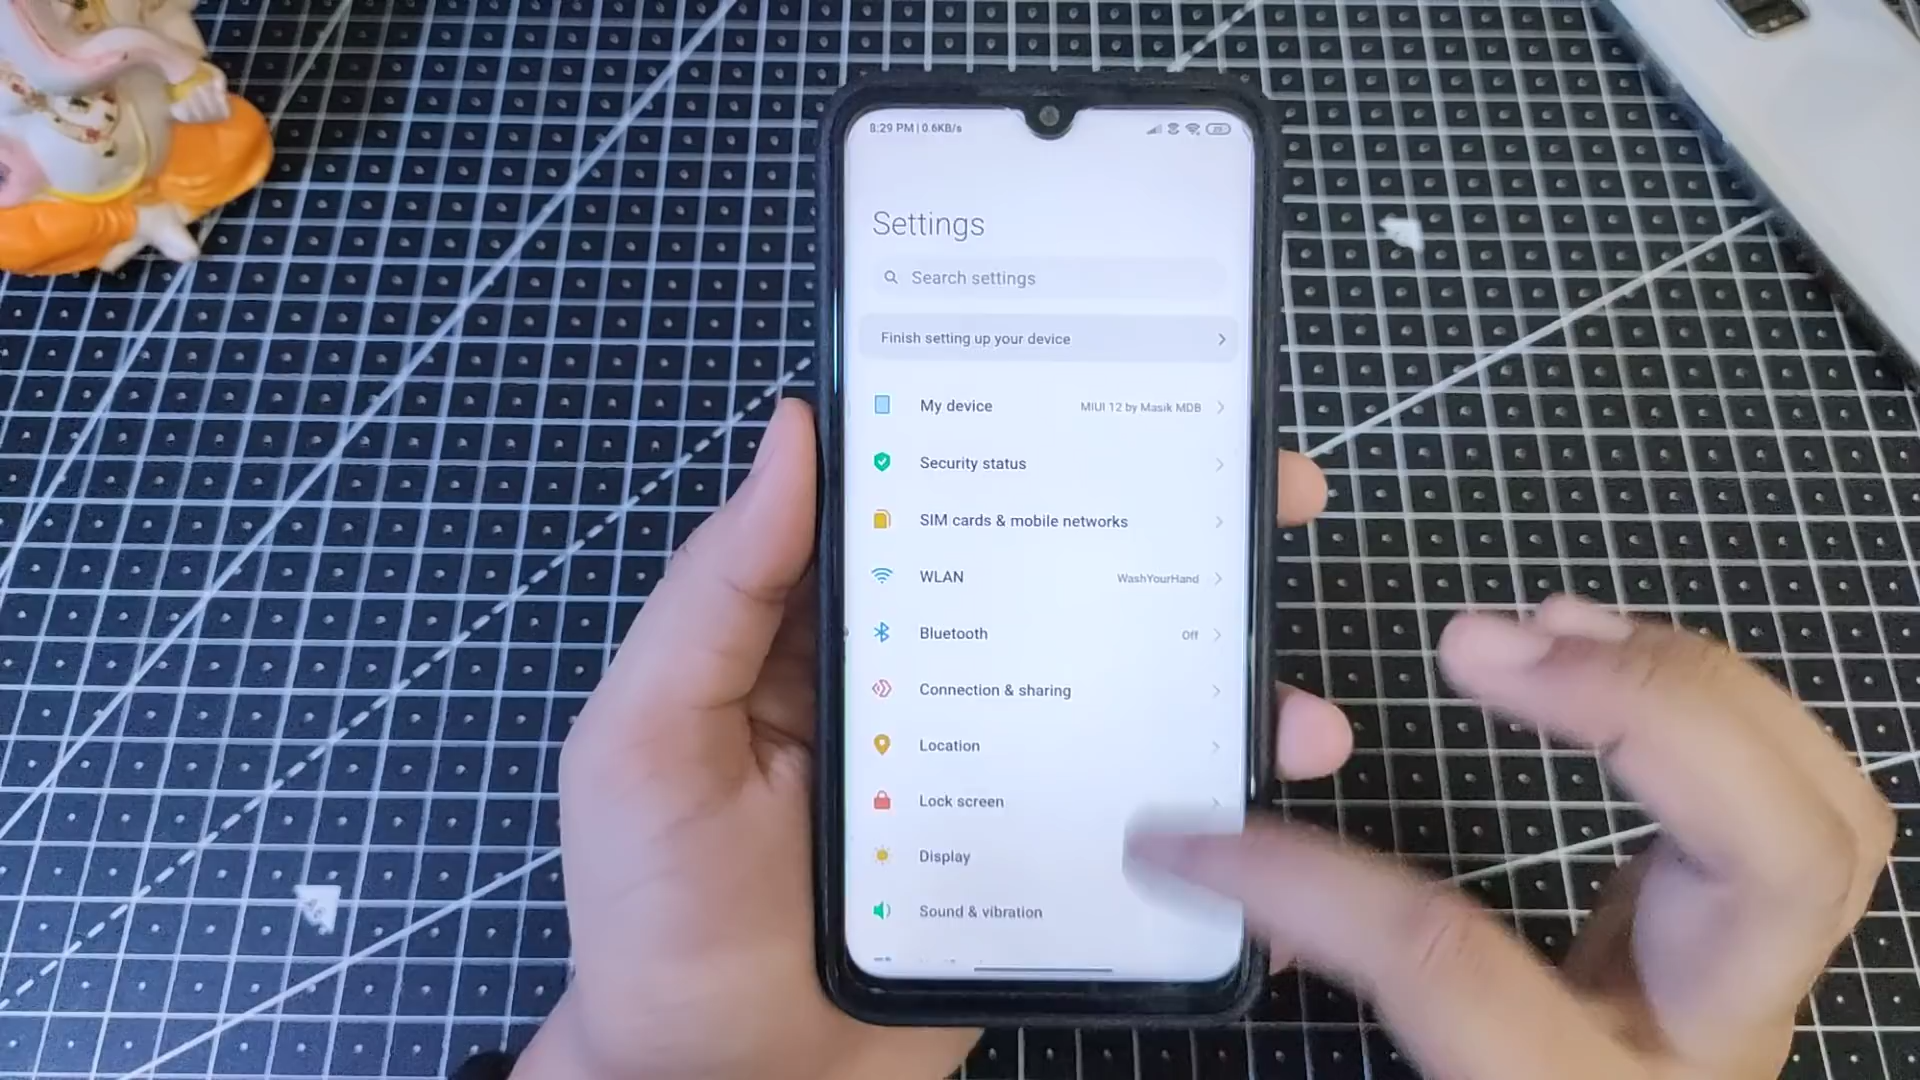 8:29 PM | 0.6KB/s
Settings
Search settings
Finish setting up your device
My device MIUI 12 by Masik MDB
Security status
SIM cards & mobile networks
WLAN WashYourHand
Bluetooth Off
Connection & sharing
Location
Lock screen
Display
Sound & vibration